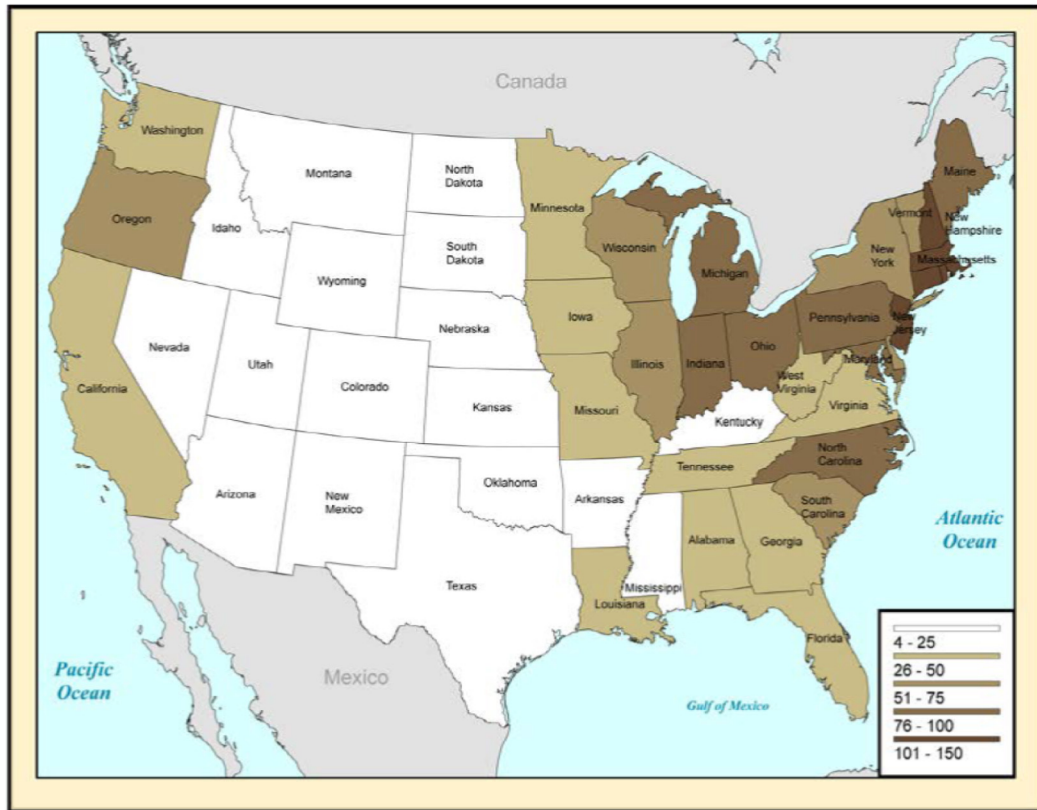 Canada
Washington
Montana
North
Dakota
Minnesota
Maine
Oregon
Idaho
Vermont
New
Hampshire
South
Dakota
Wisconsin
New
York
Massachusetts
Wyoming
Michigan
Iowa
Pennsylvania
New
Jersey
Nebraska
Nevada
Utah
Illinois
Indiana
Ohio
Maryland
Colorado
California
Kansas
Missouri
West
Virginia
Virginia
Kentucky
North
Carolina
Tennessee
Oklahoma
Arizona
New
Mexico
Arkansas
South
Carolina
Atlantic
Ocean
Alabama
Georgia
Texas
Mississippi
Louisiana
Florida
Pacific
Ocean
Mexico
Gulf of Mexico
4 - 25
26 - 50
51 - 75
76 - 100
101 - 150